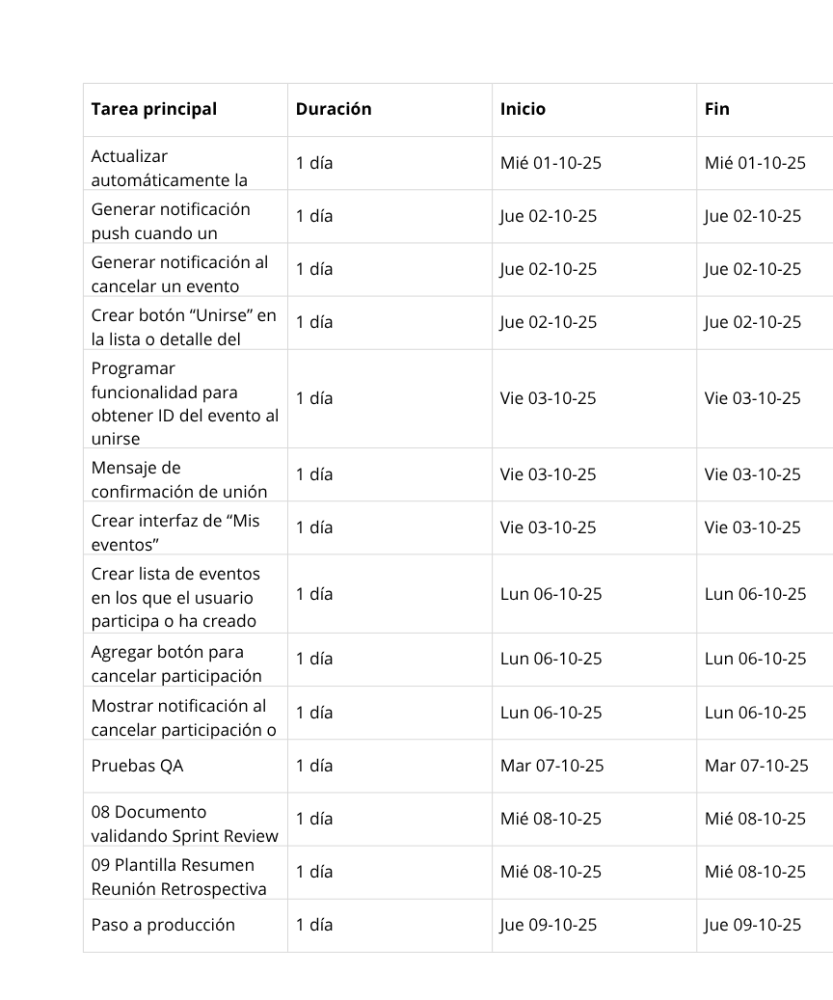 Tarea principal Duración Inicio Fin
Actualizar
automáticamente la
1 día Mié 01-10-25 Mié 01-10-25
Generar notificación
push cuando un
1 día Jue 02-10-25 Jue 02-10-25
Generar notificación al
cancelar un evento
1 día Jue 02-10-25 Jue 02-10-25
Crear botón “Unirse” en
la lista o detalle del
1 día Jue 02-10-25 Jue 02-10-25
Programar
funcionalidad para
obtener ID del evento al
unirse
1 día Vie 03-10-25 Vie 03-10-25
Mensaje de
confirmación de unión
1 día Vie 03-10-25 Vie 03-10-25
Crear interfaz de “Mis
eventos”
1 día Vie 03-10-25 Vie 03-10-25
Crear lista de eventos
en los que el usuario
participa o ha creado
1 día Lun 06-10-25 Lun 06-10-25
Agregar botón para
cancelar participación
1 día Lun 06-10-25 Lun 06-10-25
Mostrar notificación al
cancelar participación o
1 día Lun 06-10-25 Lun 06-10-25
Pruebas QA 1 día Mar 07-10-25 Mar 07-10-25
08 Documento
validando Sprint Review
1 día Mié 08-10-25 Mié 08-10-25
09 Plantilla Resumen
Reunión Retrospectiva
1 día Mié 08-10-25 Mié 08-10-25
Paso a producción 1 día Jue 09-10-25 Jue 09-10-25